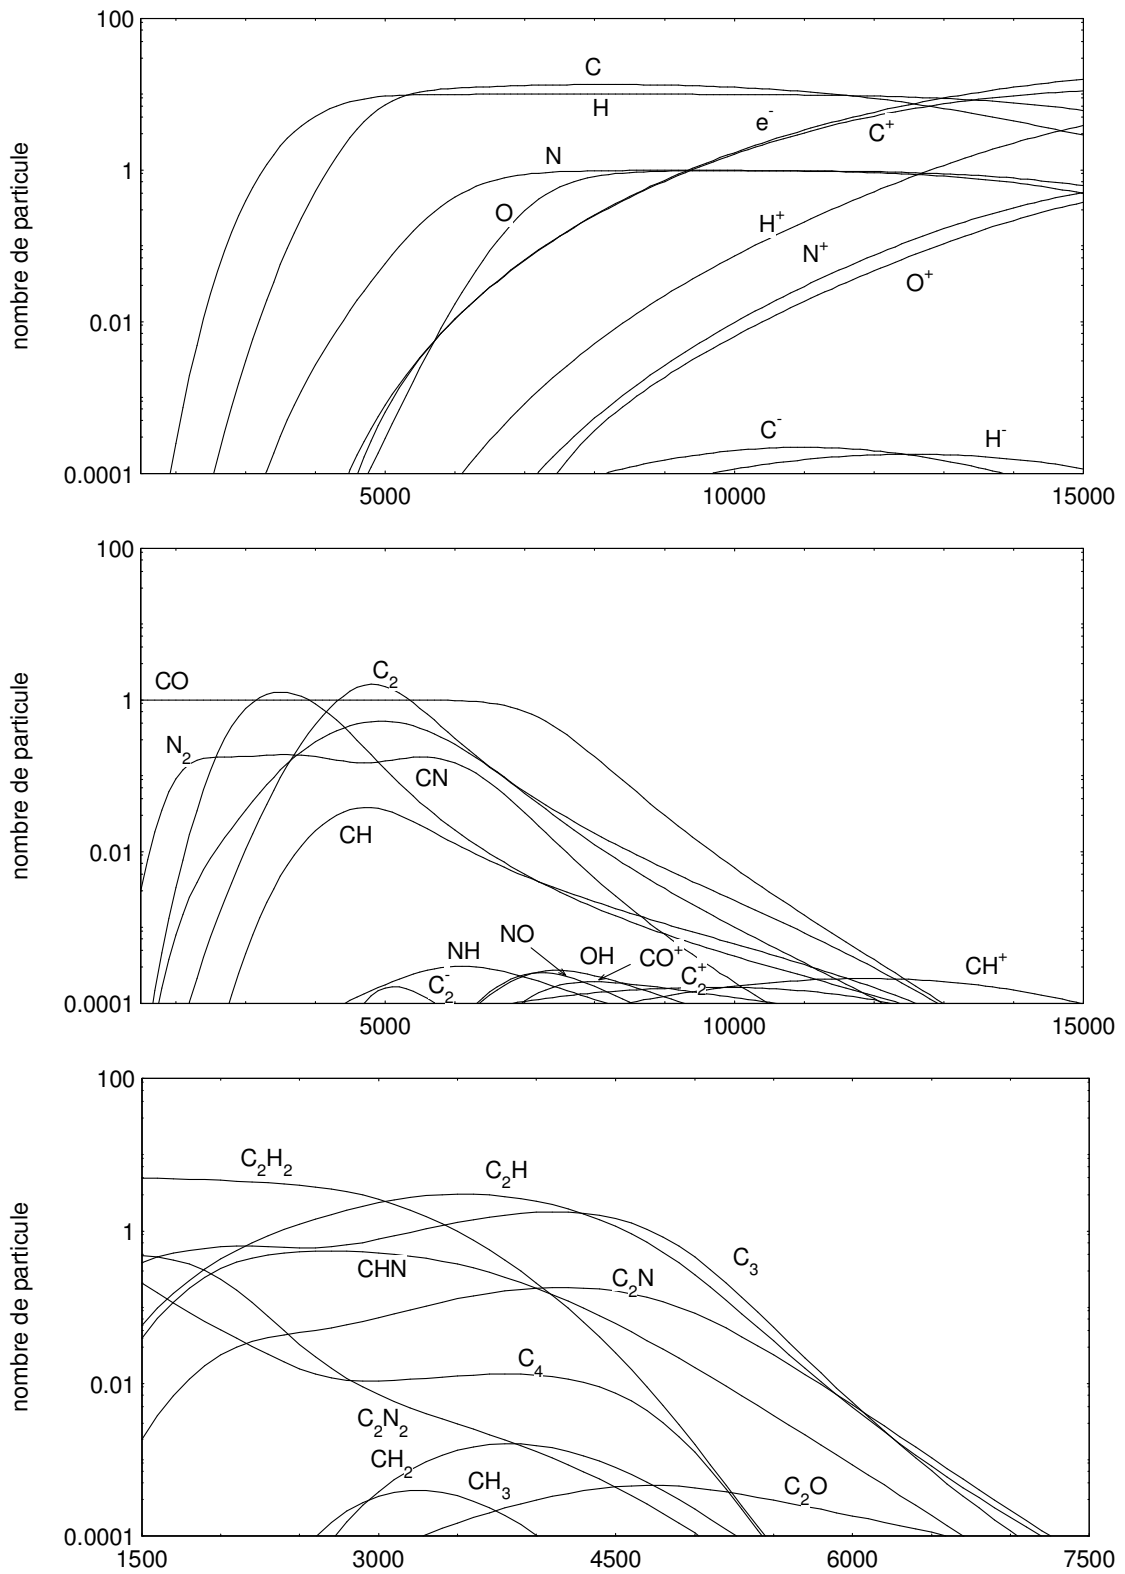 100
C
H
e⁻
C⁺
N
1
O
H⁺
N⁺
O⁺
nombre de particule
0.01
C⁻
H⁻
0.0001
5000 10000 15000
100
C₂
CO
1
N₂
CN
CH
nombre de particule
0.01
NO
NH OH CO⁺
CH⁺
C₂⁻ C₂⁺
0.0001
5000 10000 15000
100
C₂H₂
C₂H
1
C₃
CHN C₂N
nombre de particule
C₄
0.01
C₂N₂
CH₂
CH₃ C₂O
0.0001
1500 3000 4500 6000 7500